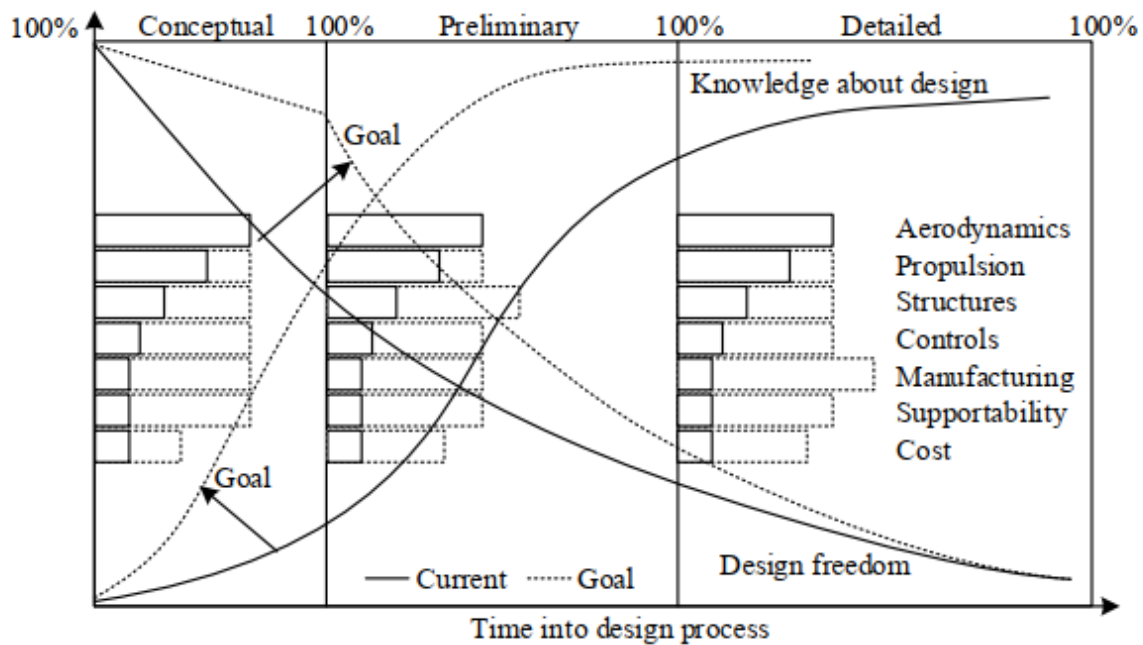 100% Conceptual 100% Preliminary 100% Detailed 100%
Knowledge about design
Goal
Aerodynamics
Propulsion
Structures
Controls
Manufacturing
Supportability
Cost
Goal
Design freedom
Current Goal
Time into design process